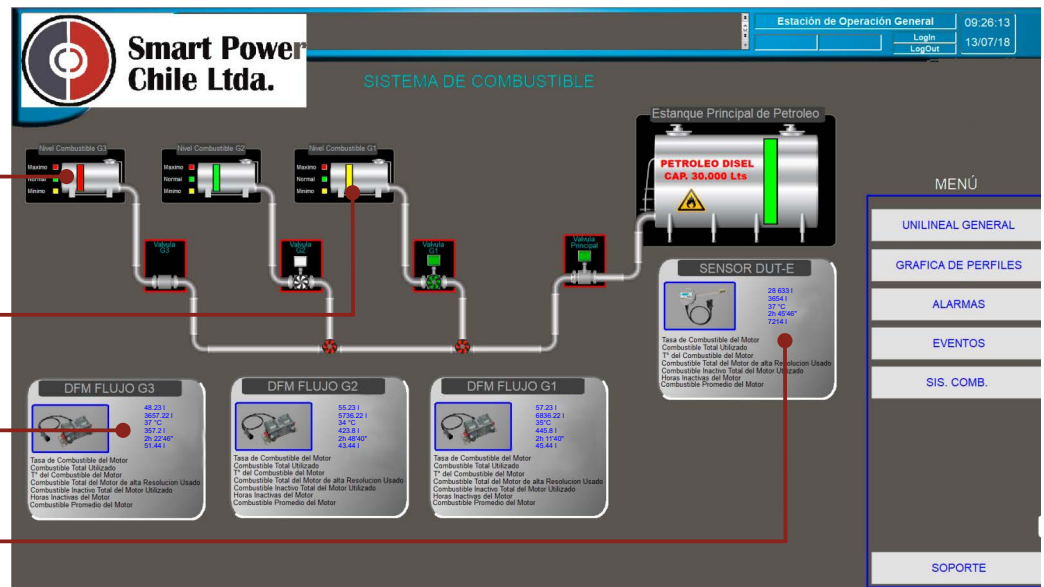 Smart Power
Chile Ltda.
SISTEMA DE COMBUSTIBLE
Estación de Operación General
LogIn
LogOut
09:26:13
13/07/18
Nivel Combustible G3
Maximo
Normal
Minimo
Nivel Combustible G2
Maximo
Normal
Minimo
Nivel Combustible G1
Maximo
Normal
Minimo
Estanque Principal de Petroleo
PETROLEO DISEL
CAP. 30.000 Lts
Valvula
G3
Valvula
G2
Valvula
G1
Valvula
Principal
SENSOR DUT-E
28 633 l
3654 l
37 °C
2h 45'46"
7214 l
Tasa de Combustible del Motor
Combustible Total Utilizado
T° del Combustible del Motor
Combustible Total del Motor de alta Resolucion Usado
Combustible Inactivo Total del Motor Utilizado
Horas Inactivas del Motor
Combustible Promedio del Motor
DFM FLUJO G3
48.23 l
3657.22 l
37 °C
357.2 l
2h 22'46"
51.44 l
Tasa de Combustible del Motor
Combustible Total Utilizado
T° del Combustible del Motor
Combustible Total del Motor de alta Resolucion Usado
Combustible Inactivo Total del Motor Utilizado
Horas Inactivas del Motor
Combustible Promedio del Motor
DFM FLUJO G2
55.23 l
5736.22 l
34 °C
423.8 l
2h 48'40"
43.44 l
Tasa de Combustible del Motor
Combustible Total Utilizado
T° del Combustible del Motor
Combustible Total del Motor de alta Resolucion Usado
Combustible Inactivo Total del Motor Utilizado
Horas Inactivas del Motor
Combustible Promedio del Motor
DFM FLUJO G1
57.23 l
6836.22 l
35°C
445.8 l
2h 11'40"
45.44 l
Tasa de Combustible del Motor
Combustible Total Utilizado
T° del Combustible del Motor
Combustible Total del Motor de alta Resolucion Usado
Combustible Inactivo Total del Motor Utilizado
Horas Inactivas del Motor
Combustible Promedio del Motor
MENÚ
UNILINEAL GENERAL
GRAFICA DE PERFILES
ALARMAS
EVENTOS
SIS. COMB.
SOPORTE